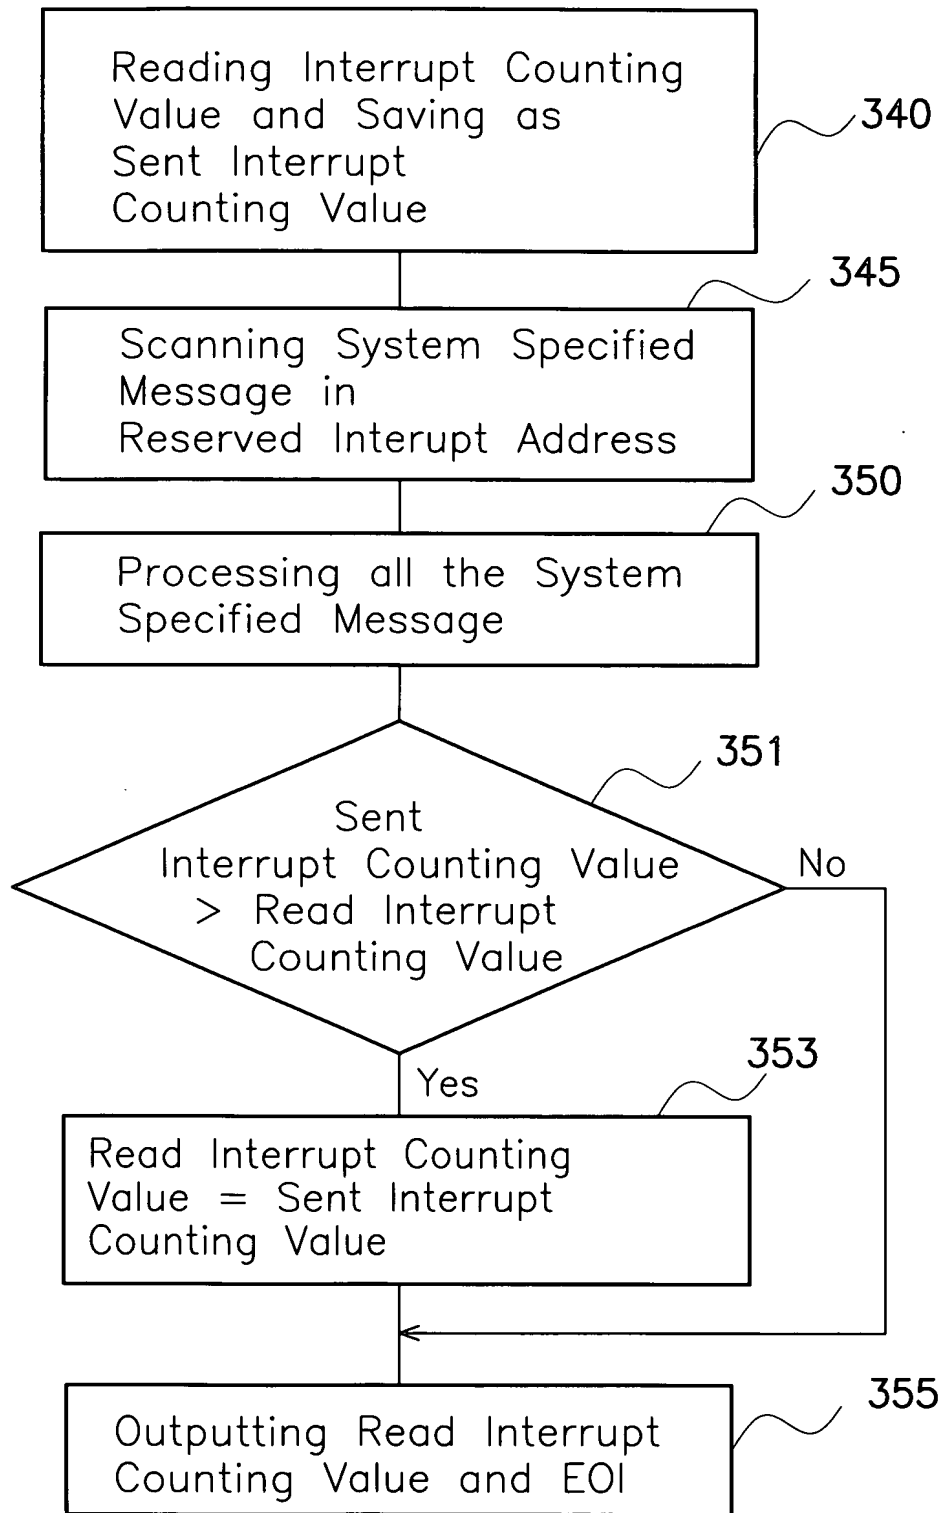 Reading Interrupt Counting
Value and Saving as
Sent Interrupt
Counting Value
340
345
Scanning System Specified
Message in
Reserved Interupt Address
350
Processing all the System
Specified Message
351
Sent
Interrupt Counting Value
> Read Interrupt
Counting Value
No
Yes
353
Read Interrupt Counting
Value = Sent Interrupt
Counting Value
355
Outputting Read Interrupt
Counting Value and EOI